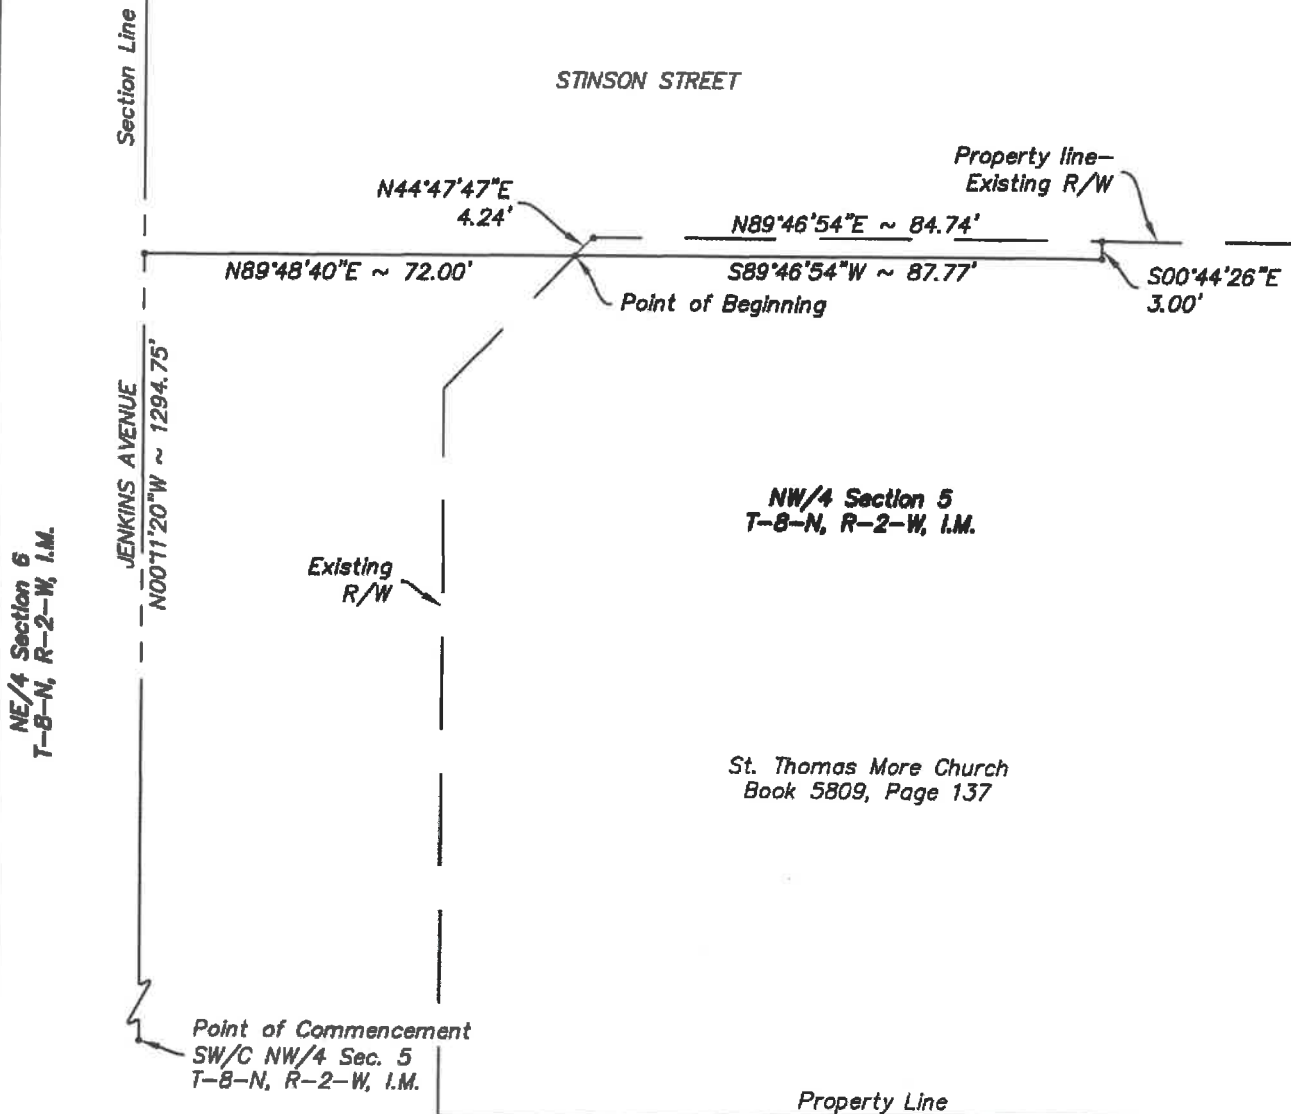 Section Line
STINSON STREET
Property line-
Existing R/W
N44°47'47"E
4.24'
N89°46'54"E ~ 84.74'
N89°48'40"E ~ 72.00'
S89°46'54"W ~ 87.77'
S00°44'26"E
3.00'
Point of Beginning
JENKINS AVENUE
N00°11'20"W ~ 1294.75'
NW/4 Section 5
T-8-N, R-2-W, I.M.
Existing
R/W
NE/4 Section 6
T-8-N, R-2-W, I.M.
St. Thomas More Church
Book 5809, Page 137
Point of Commencement
SW/C NW/4 Sec. 5
T-8-N, R-2-W, I.M.
Property Line